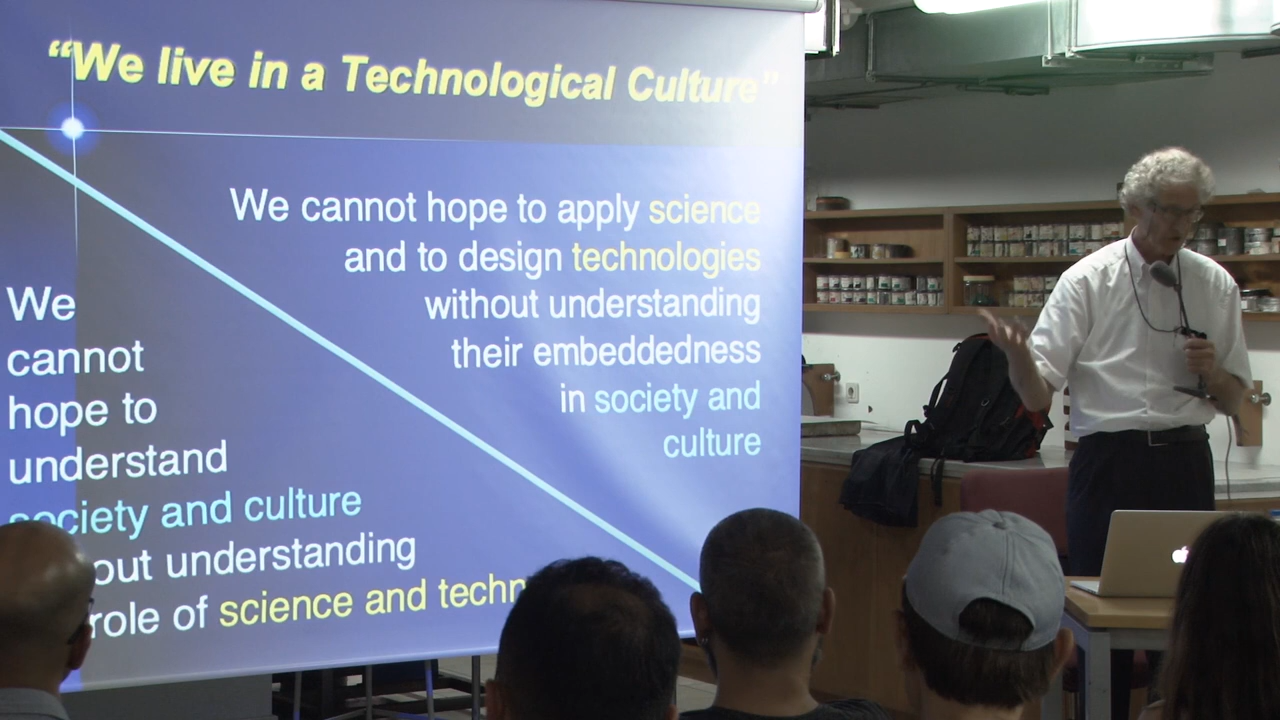 “We live in a Technological Culture”
We cannot hope to apply science
and to design technologies
without understanding
their embeddedness
in society and
culture
We
cannot
hope to
understand
society and culture
understanding
role of science and